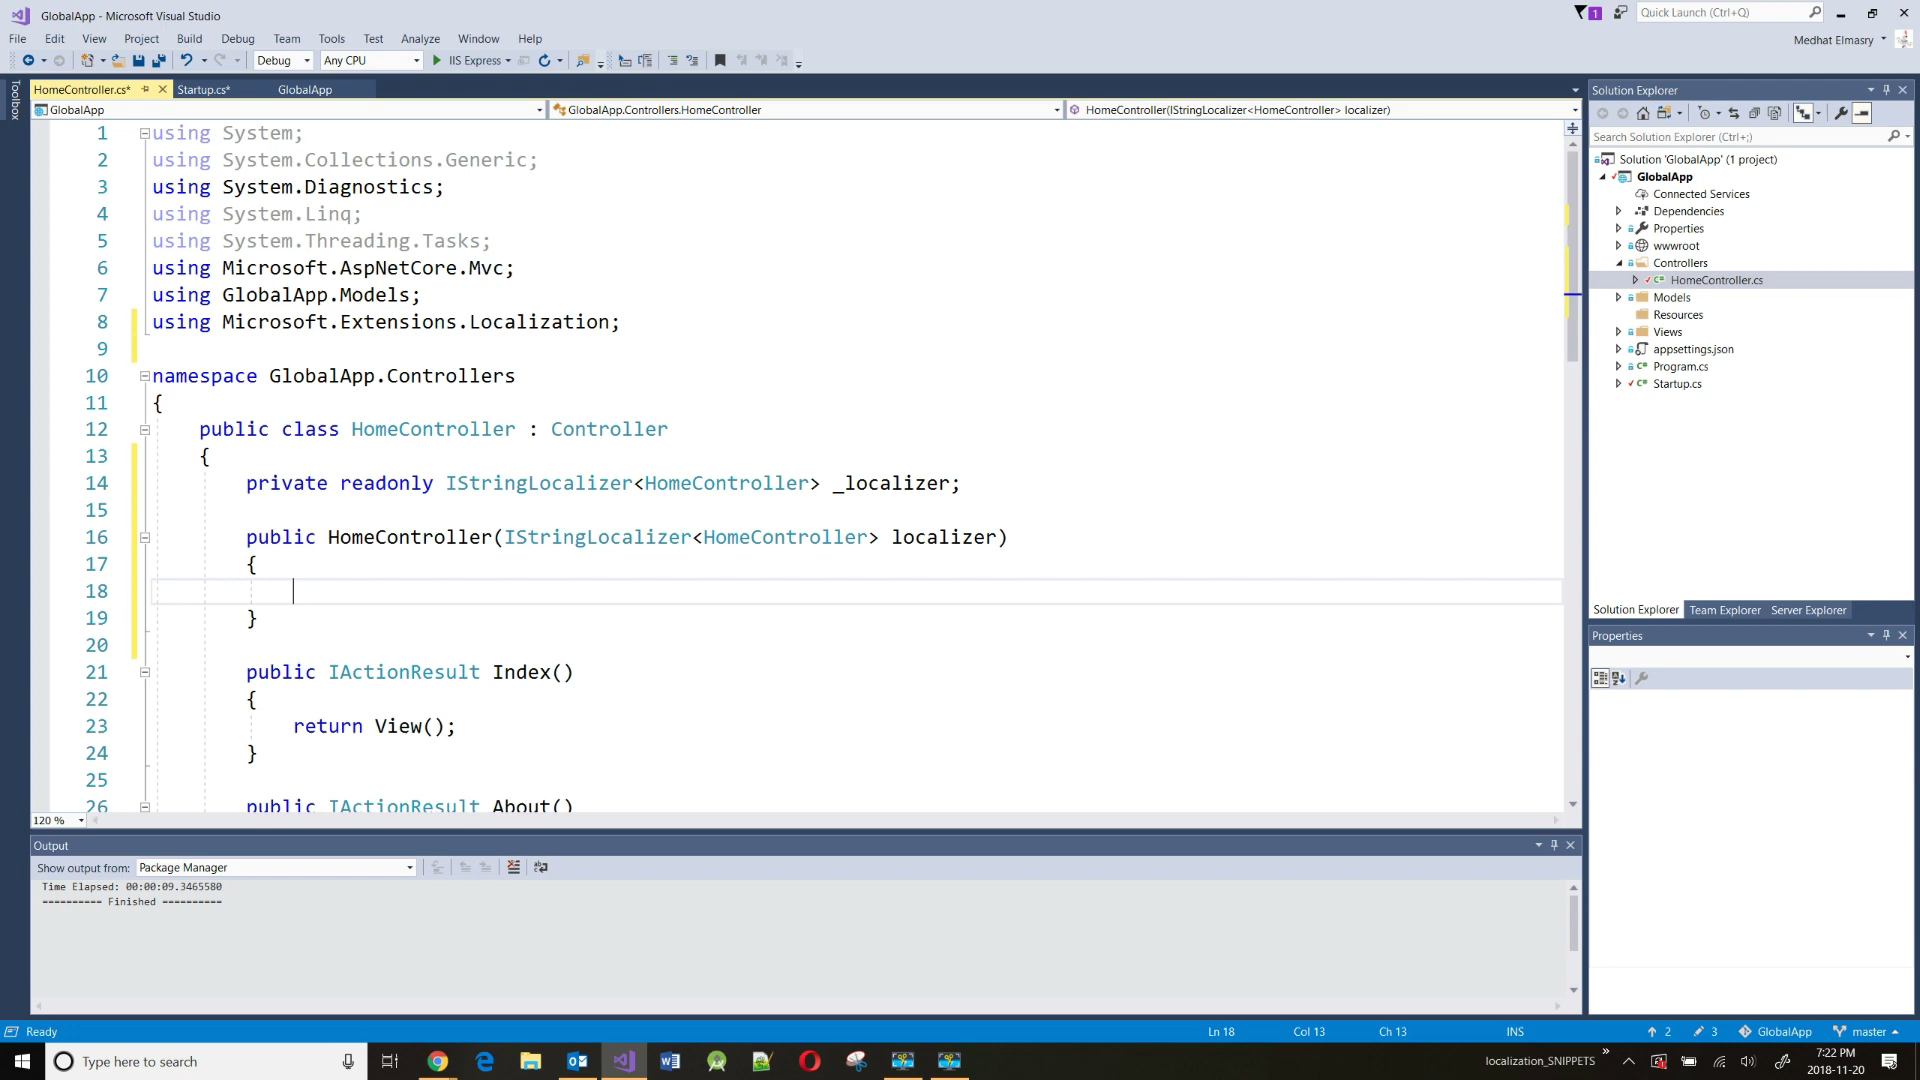 GlobalApp - Microsoft Visual Studio
1
Quick Launch (Ctrl+Q)
File Edit View Project Build Debug Team Tools Test Analyze Window Help
Medhat Elmasry
Debug Any CPU IIS Express
Toolbox
HomeController.cs* Startup.cs* GlobalApp
GlobalApp GlobalApp.Controllers.HomeController HomeController(IStringLocalizer<HomeController> localizer)
1 using System;
2 using System.Collections.Generic;
3 using System.Diagnostics;
4 using System.Linq;
5 using System.Threading.Tasks;
6 using Microsoft.AspNetCore.Mvc;
7 using GlobalApp.Models;
8 using Microsoft.Extensions.Localization;
9
10 namespace GlobalApp.Controllers
11 {
12 public class HomeController : Controller
13 {
14 private readonly IStringLocalizer<HomeController> _localizer;
15
16 public HomeController(IStringLocalizer<HomeController> localizer)
17 {
18
19 }
20
21 public IActionResult Index()
22 {
23 return View();
24 }
25
26 public IActionResult About()
120 %
Output
Show output from: Package Manager
Time Elapsed: 00:00:09.3465580
========== Finished ==========
Solution Explorer
Search Solution Explorer (Ctrl+;)
Solution 'GlobalApp' (1 project)
GlobalApp
Connected Services
Dependencies
Properties
wwwroot
Controllers
HomeController.cs
Models
Resources
Views
appsettings.json
Program.cs
Startup.cs
Solution Explorer Team Explorer Server Explorer
Properties
Ready Ln 18 Col 13 Ch 13 INS 2 3 GlobalApp master
Type here to search
localization_SNIPPETS
7:22 PM
2018-11-20